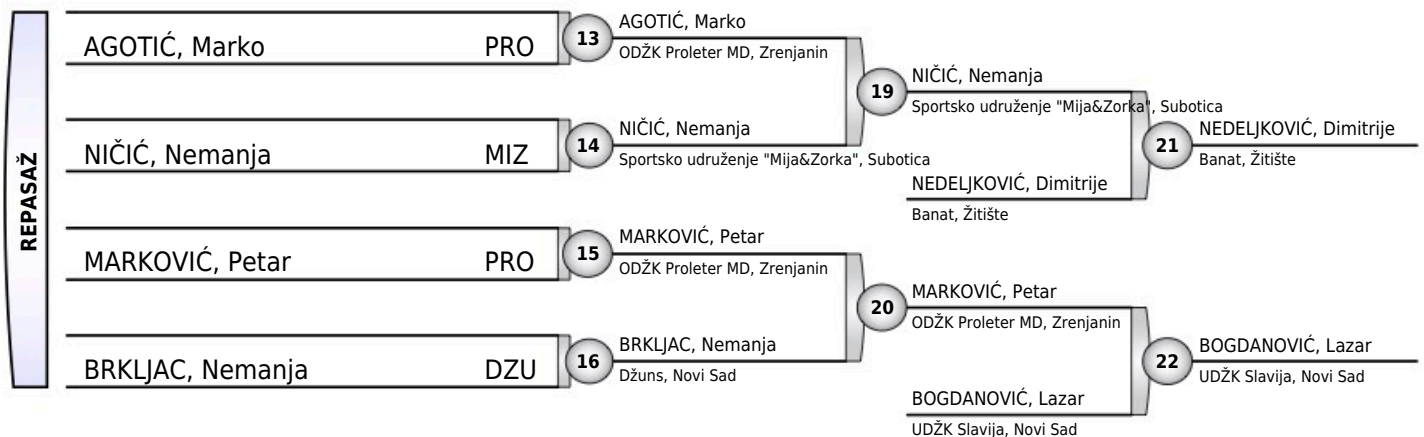 REPASAŽ
AGOTIĆ, Marko PRO
NIČIĆ, Nemanja MIZ
MARKOVIĆ, Petar PRO
BRKLJAC, Nemanja DZU
13
AGOTIĆ, Marko
ODŽK Proleter MD, Zrenjanin
14
NIČIĆ, Nemanja
Sportsko udruženje "Mija&Zorka", Subotica
15
MARKOVIĆ, Petar
ODŽK Proleter MD, Zrenjanin
16
BRKLJAC, Nemanja
Džuns, Novi Sad
19
NIČIĆ, Nemanja
Sportsko udruženje "Mija&Zorka", Subotica
NEDELJKOVIĆ, Dimitrije
Banat, Žitište
20
MARKOVIĆ, Petar
ODŽK Proleter MD, Zrenjanin
BOGDANOVIĆ, Lazar
UDŽK Slavija, Novi Sad
21
NEDELJKOVIĆ, Dimitrije
Banat, Žitište
22
BOGDANOVIĆ, Lazar
UDŽK Slavija, Novi Sad